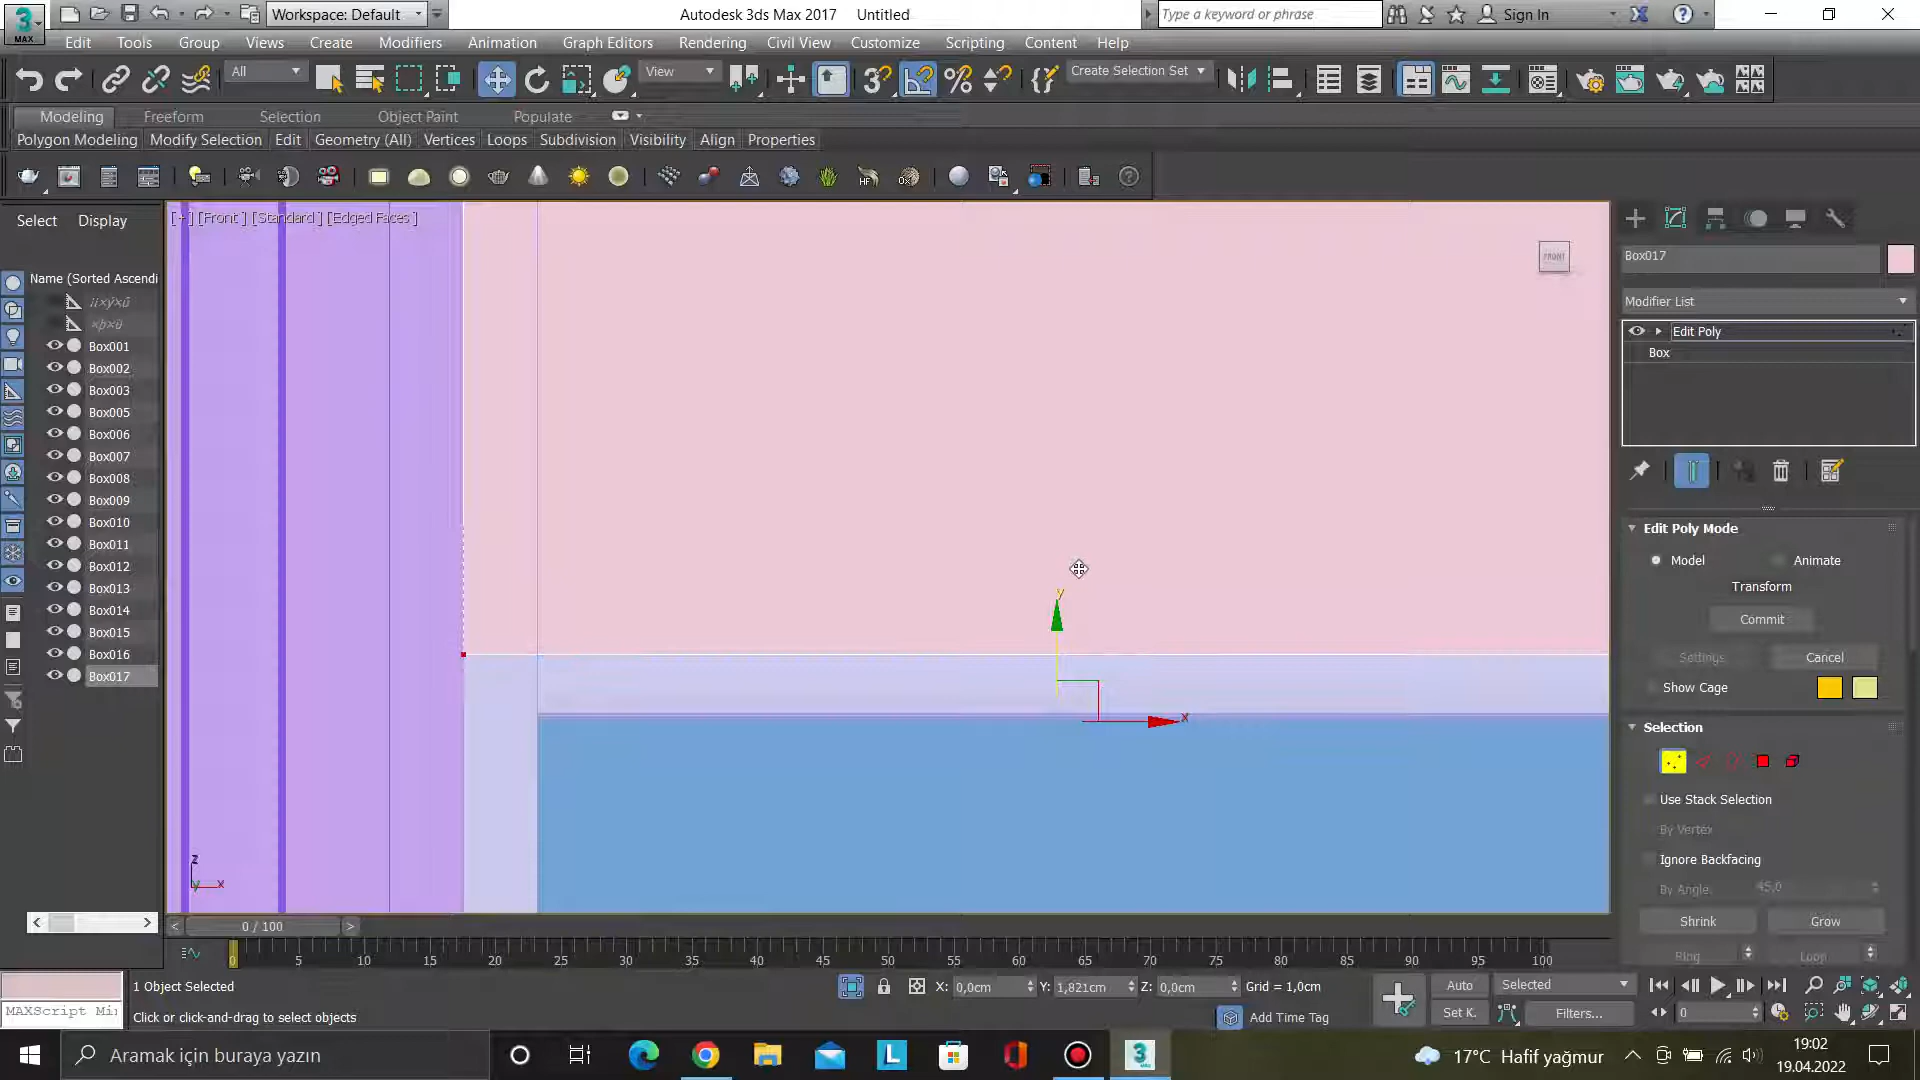 MAX
Workspace: Default
Autodesk 3ds Max 2017    Untitled
Type a keyword or phrase
Sign In
Edit Tools Group Views Create Modifiers Animation Graph Editors Rendering Civil View Customize Scripting Content Help
All
View
Create Selection Set
Modeling Freeform Selection Object Paint Populate
Polygon Modeling Modify Selection Edit Geometry (All) Vertices Loops Subdivision Visibility Align Properties
Select Display
[ + ] [Front ] [Standard ] [Edged Faces ]
FRONT
Name (Sorted Ascendi
Box001
Box002
Box003
Box005
Box006
Box007
Box008
Box009
Box010
Box011
Box012
Box013
Box014
Box015
Box016
Box017
y
x
z
y x
Box017
Modifier List
Edit Poly
Box
Edit Poly Mode
Model Animate
Transform
Commit
Settings Cancel
Show Cage
Selection
Use Stack Selection
By Vertex
Ignore Backfacing
By Angle: 45,0
Shrink Grow
Ring Loop
0 / 100
0 5 10 15 20 25 30 35 40 45 50 55 60 65 70 75 80 85 90 95 100
1 Object Selected
X: 0,0cm Y: 1,821cm Z: 0,0cm Grid = 1,0cm
Auto Selected
MAXScript Mi
Click or click-and-drag to select objects
Add Time Tag
Set K. Filters... 0
Aramak için buraya yazın
17°C Hafif yağmur
19:02
19.04.2022